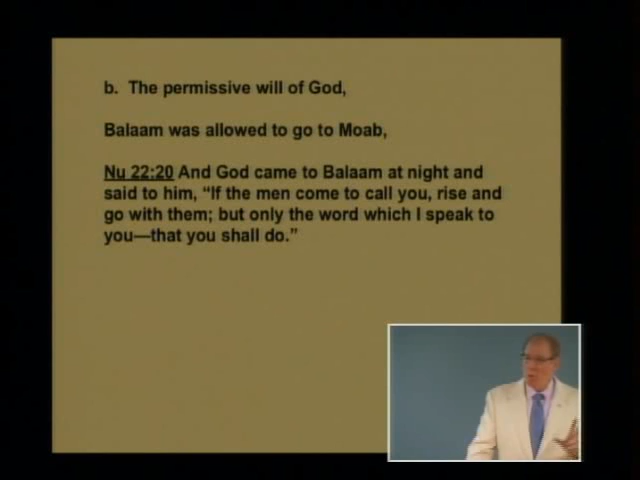 b.  The permissive will of God,
Balaam was allowed to go to Moab,
Nu 22:20 And God came to Balaam at night and
said to him, “If the men come to call you, rise and
go with them; but only the word which I speak to
you—that you shall do.”